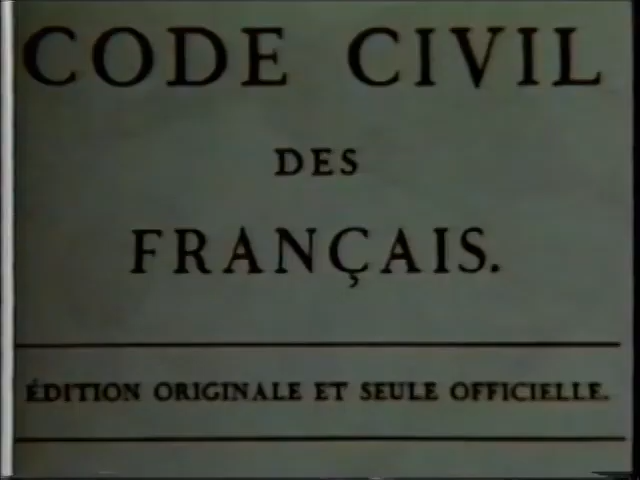 CODE CIVIL
DES
FRANÇAIS.
ÉDITION ORIGINALE ET SEULE OFFICIELLE.